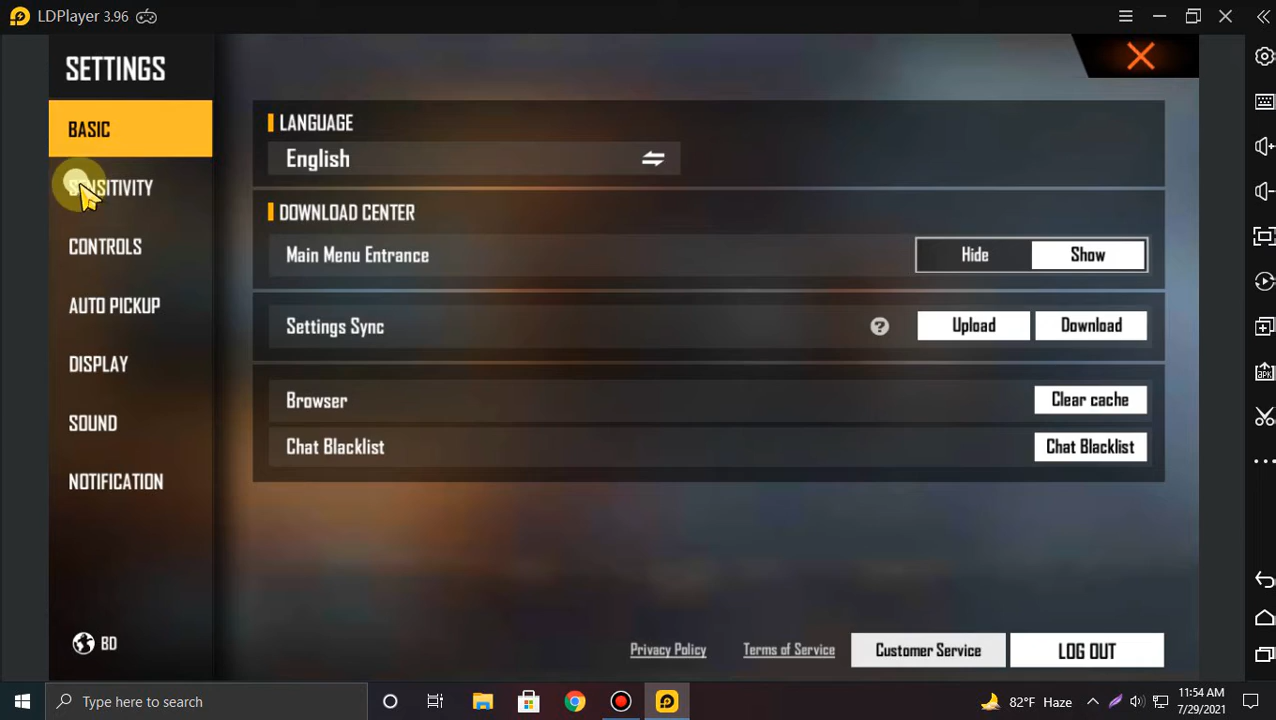 LDPlayer 3.96
SETTINGS
BASIC
SENSITIVITY
CONTROLS
AUTO PICKUP
DISPLAY
SOUND
NOTIFICATION
BD
LANGUAGE
English
DOWNLOAD CENTER
Main Menu Entrance
Hide
Show
Settings Sync
?
Upload
Download
Browser
Clear cache
Chat Blacklist
Chat Blacklist
Privacy Policy
Terms of Service
Customer Service
LOG OUT
Type here to search
82°F Haze
11:54 AM
7/29/2021